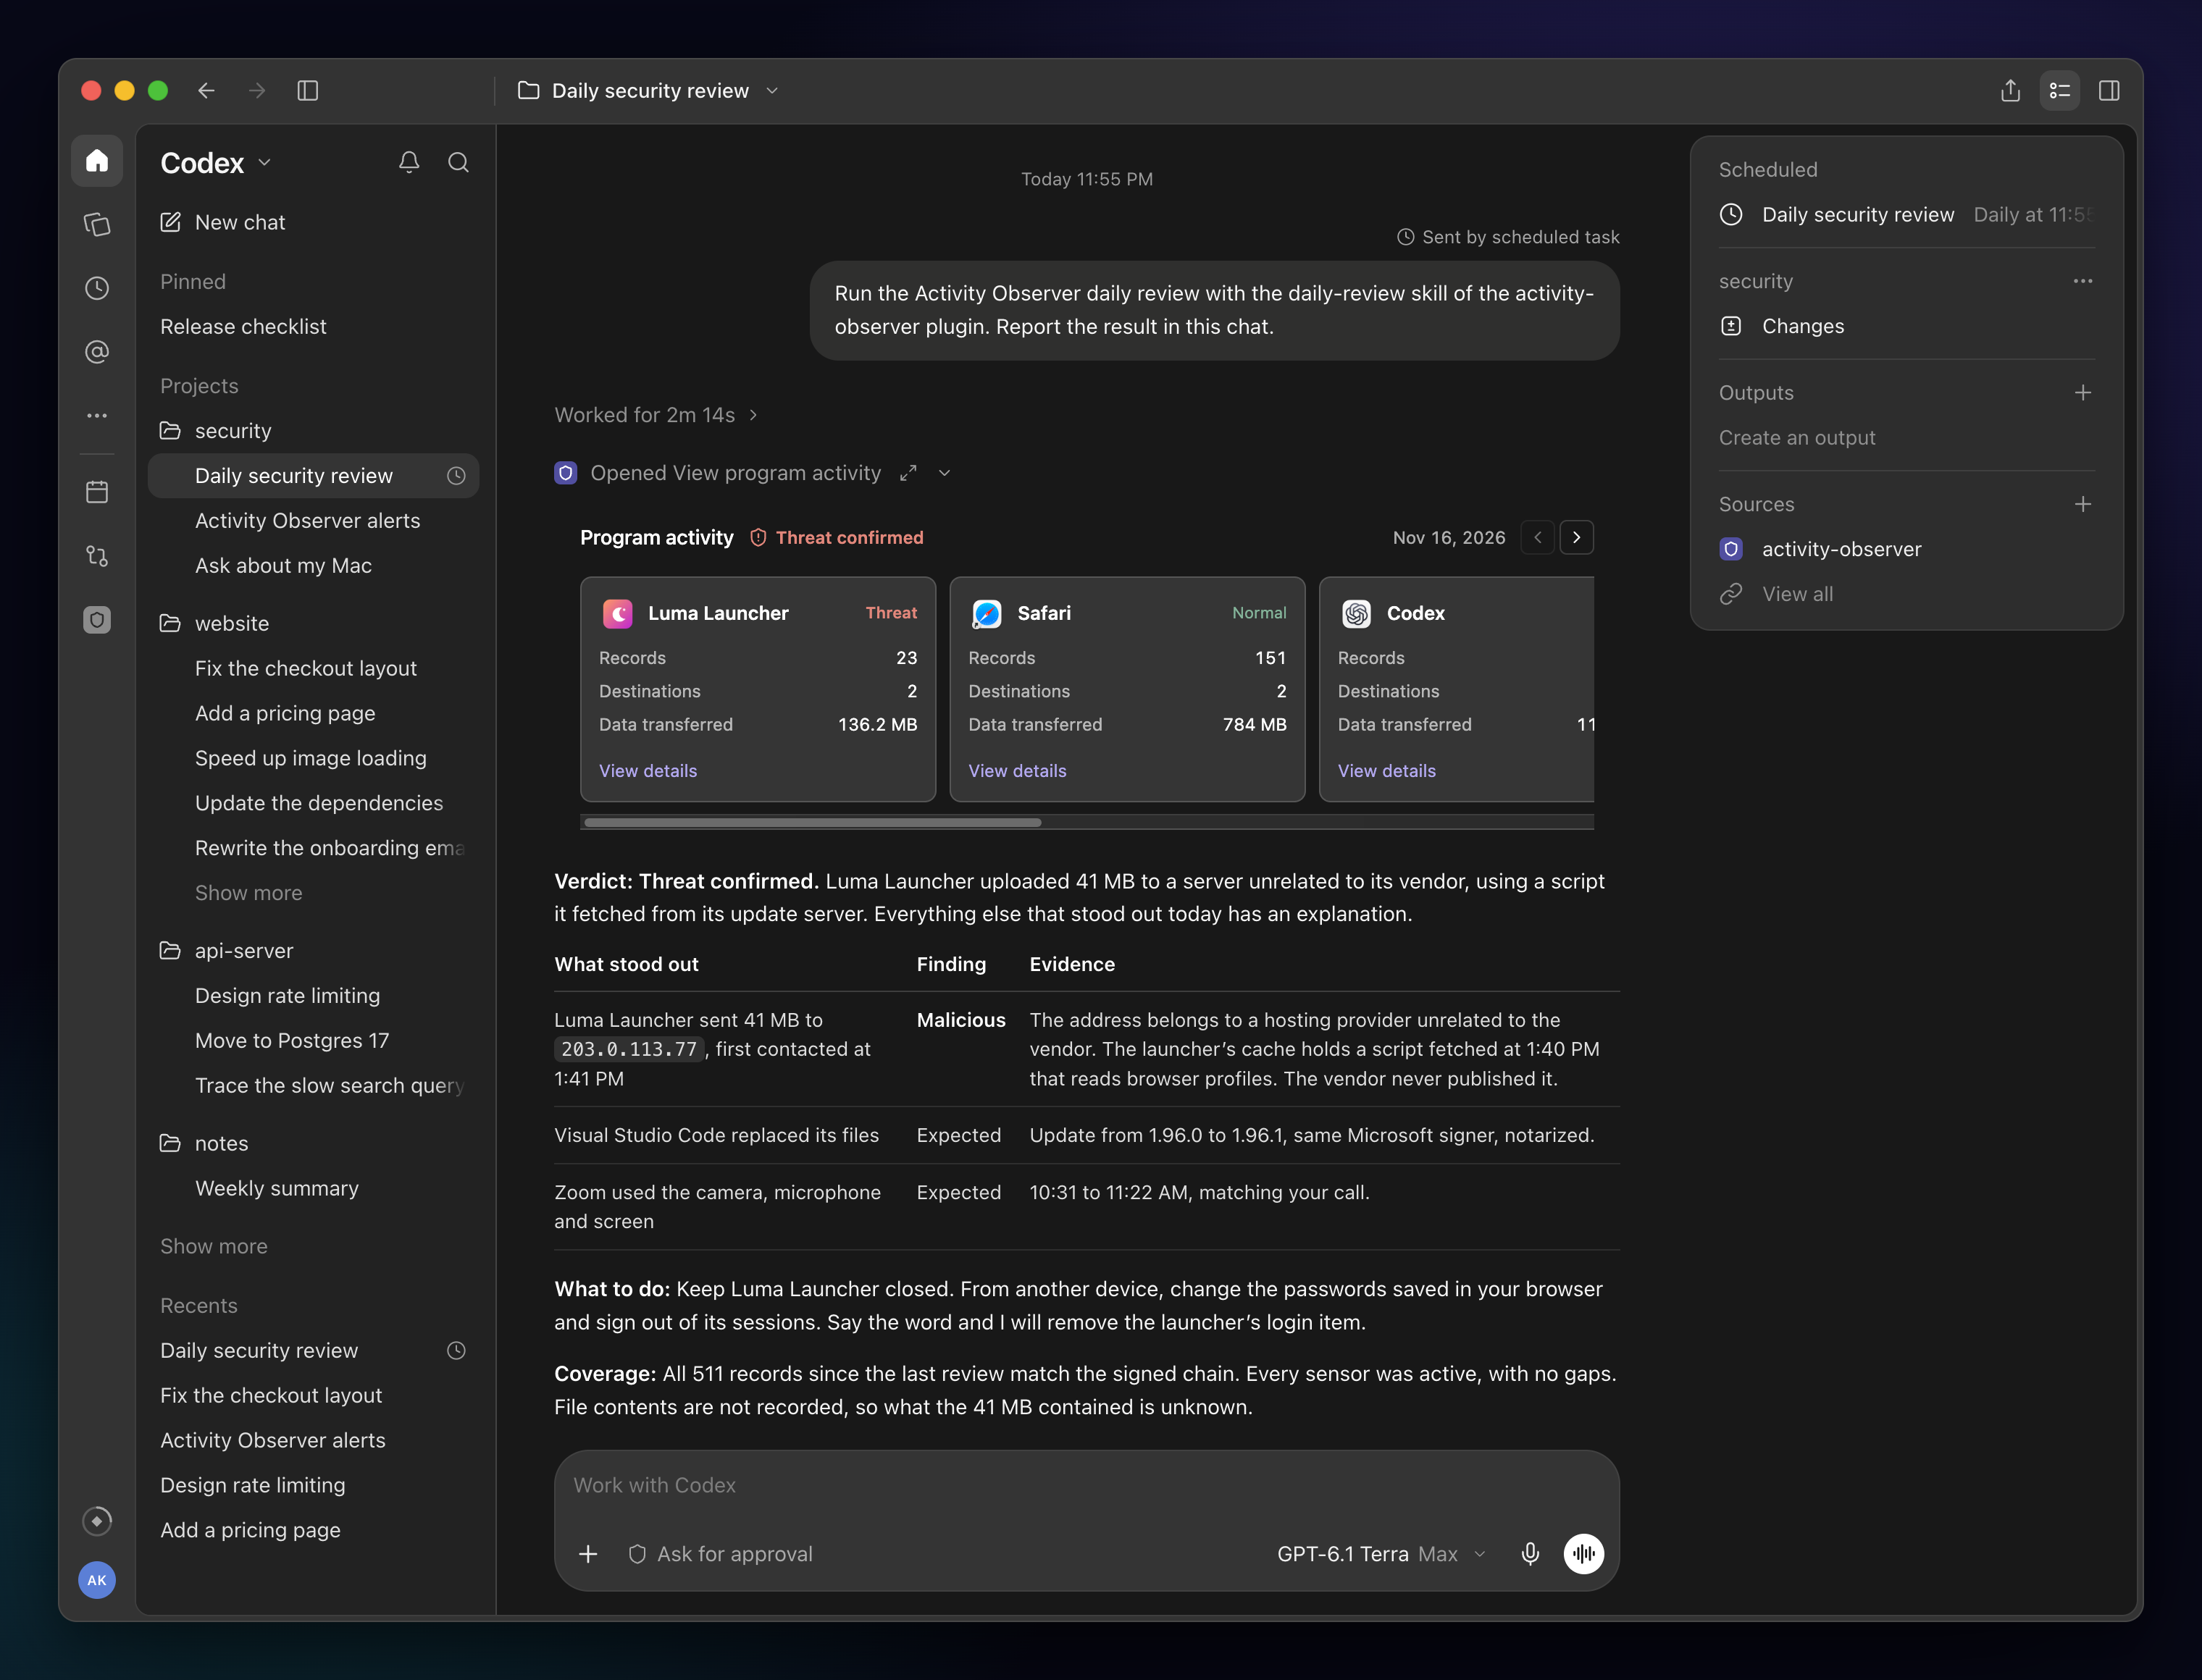 Daily security review
Codex
New chat
Pinned
Release checklist
Projects
security
Daily security review
Activity Observer alerts
Ask about my Mac
website
Fix the checkout layout
Add a pricing page
Speed up image loading
Update the dependencies
Rewrite the onboarding ema
Show more
api-server
Design rate limiting
Move to Postgres 17
Trace the slow search query
notes
Weekly summary
Show more
Recents
Daily security review
Fix the checkout layout
Activity Observer alerts
Design rate limiting
Add a pricing page
AK
Today 11:55 PM
Sent by scheduled task
Run the Activity Observer daily review with the daily-review skill of the activity-
observer plugin. Report the result in this chat.
Worked for 2m 14s
Opened View program activity
Program activity
Threat confirmed
Nov 16, 2026
Luma Launcher Threat
Records 23
Destinations 2
Data transferred 136.2 MB
View details
Safari Normal
Records 151
Destinations 2
Data transferred 784 MB
View details
Codex
Records
Destinations
Data transferred 11
View details
Verdict: Threat confirmed. Luma Launcher uploaded 41 MB to a server unrelated to its vendor, using a script
it fetched from its update server. Everything else that stood out today has an explanation.
What stood out Finding Evidence
Luma Launcher sent 41 MB to
203.0.113.77, first contacted at
1:41 PM
Malicious
The address belongs to a hosting provider unrelated to the
vendor. The launcher’s cache holds a script fetched at 1:40 PM
that reads browser profiles. The vendor never published it.
Visual Studio Code replaced its files Expected Update from 1.96.0 to 1.96.1, same Microsoft signer, notarized.
Zoom used the camera, microphone
and screen
Expected
10:31 to 11:22 AM, matching your call.
What to do: Keep Luma Launcher closed. From another device, change the passwords saved in your browser
and sign out of its sessions. Say the word and I will remove the launcher’s login item.
Coverage: All 511 records since the last review match the signed chain. Every sensor was active, with no gaps.
File contents are not recorded, so what the 41 MB contained is unknown.
Work with Codex
Ask for approval
GPT-6.1 Terra Max
Scheduled
Daily security review Daily at 11:55
security
Changes
Outputs
Create an output
Sources
activity-observer
View all